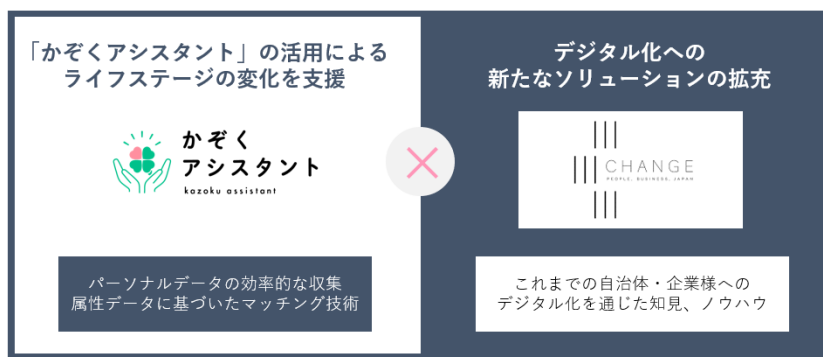 「かぞくアシスタント」の活用による
ライフステージの変化を支援
かぞく
アシスタント
kazoku assistant
パーソナルデータの効率的な収集
属性データに基づいたマッチング技術
デジタル化への
新たなソリューションの拡充
CHANGE
PEOPLE, BUSINESS, JAPAN
これまでの自治体・企業様への
デジタル化を通じた知見、ノウハウ